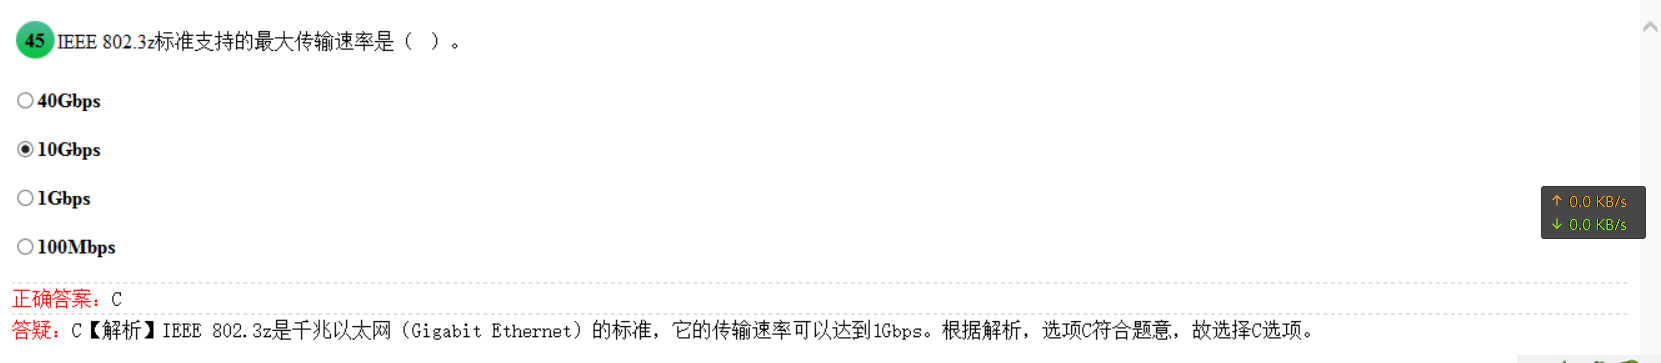 45 IEEE 802.3z标准支持的最大传输速率是（ ）。
40Gbps
10Gbps
1Gbps
↑ 0.0 KB/s
↓ 0.0 KB/s
100Mbps
正确答案：C
答疑：C【解析】IEEE 802.3z是千兆以太网（Gigabit Ethernet）的标准，它的传输速率可以达到1Gbps。根据解析，选项C符合题意，故选择C选项。